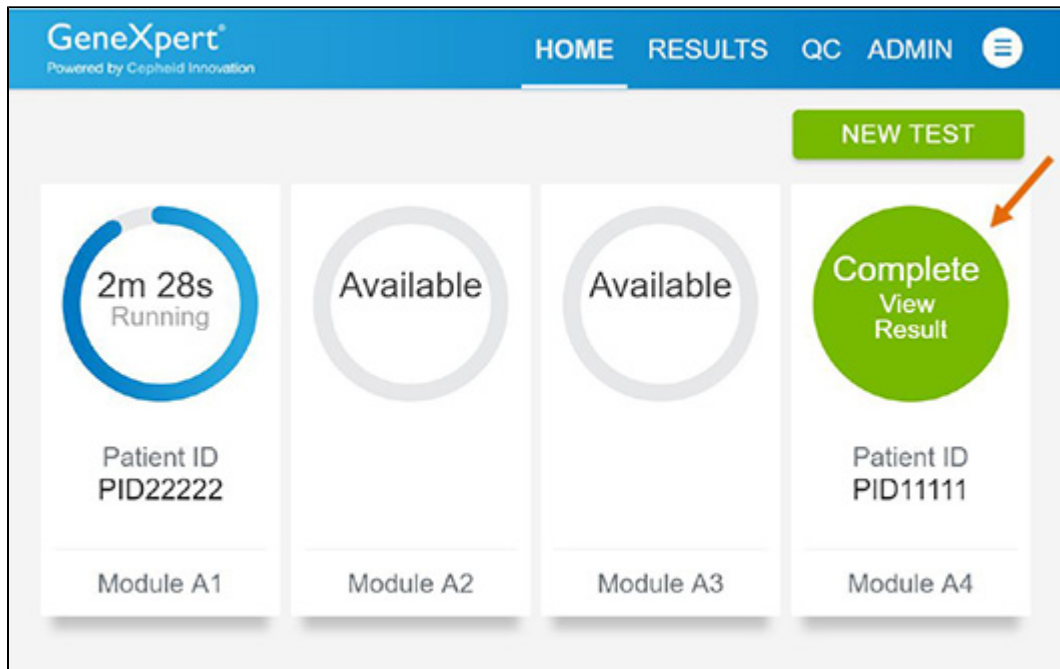 GeneXpert®
Powered by Cepheid Innovation
HOME RESULTS QC ADMIN
NEW TEST
2m 28s
Running
Patient ID
PID22222
Module A1
Available
Module A2
Available
Module A3
Complete
View
Result
Patient ID
PID11111
Module A4